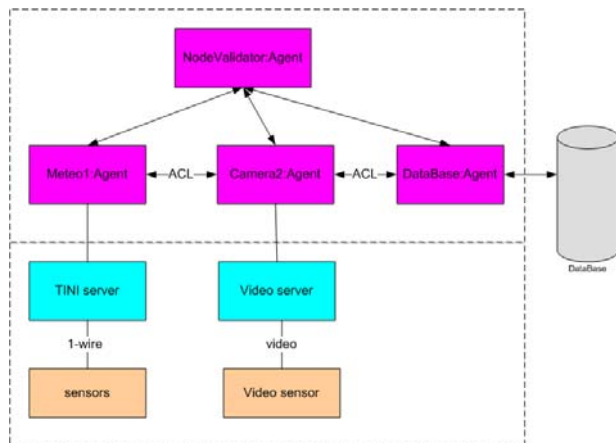 NodeValidator:Agent
Meteo1:Agent
ACL
Camera2:Agent
ACL
DataBase:Agent
DataBase
TINI server
Video server
1-wire
video
sensors
Video sensor